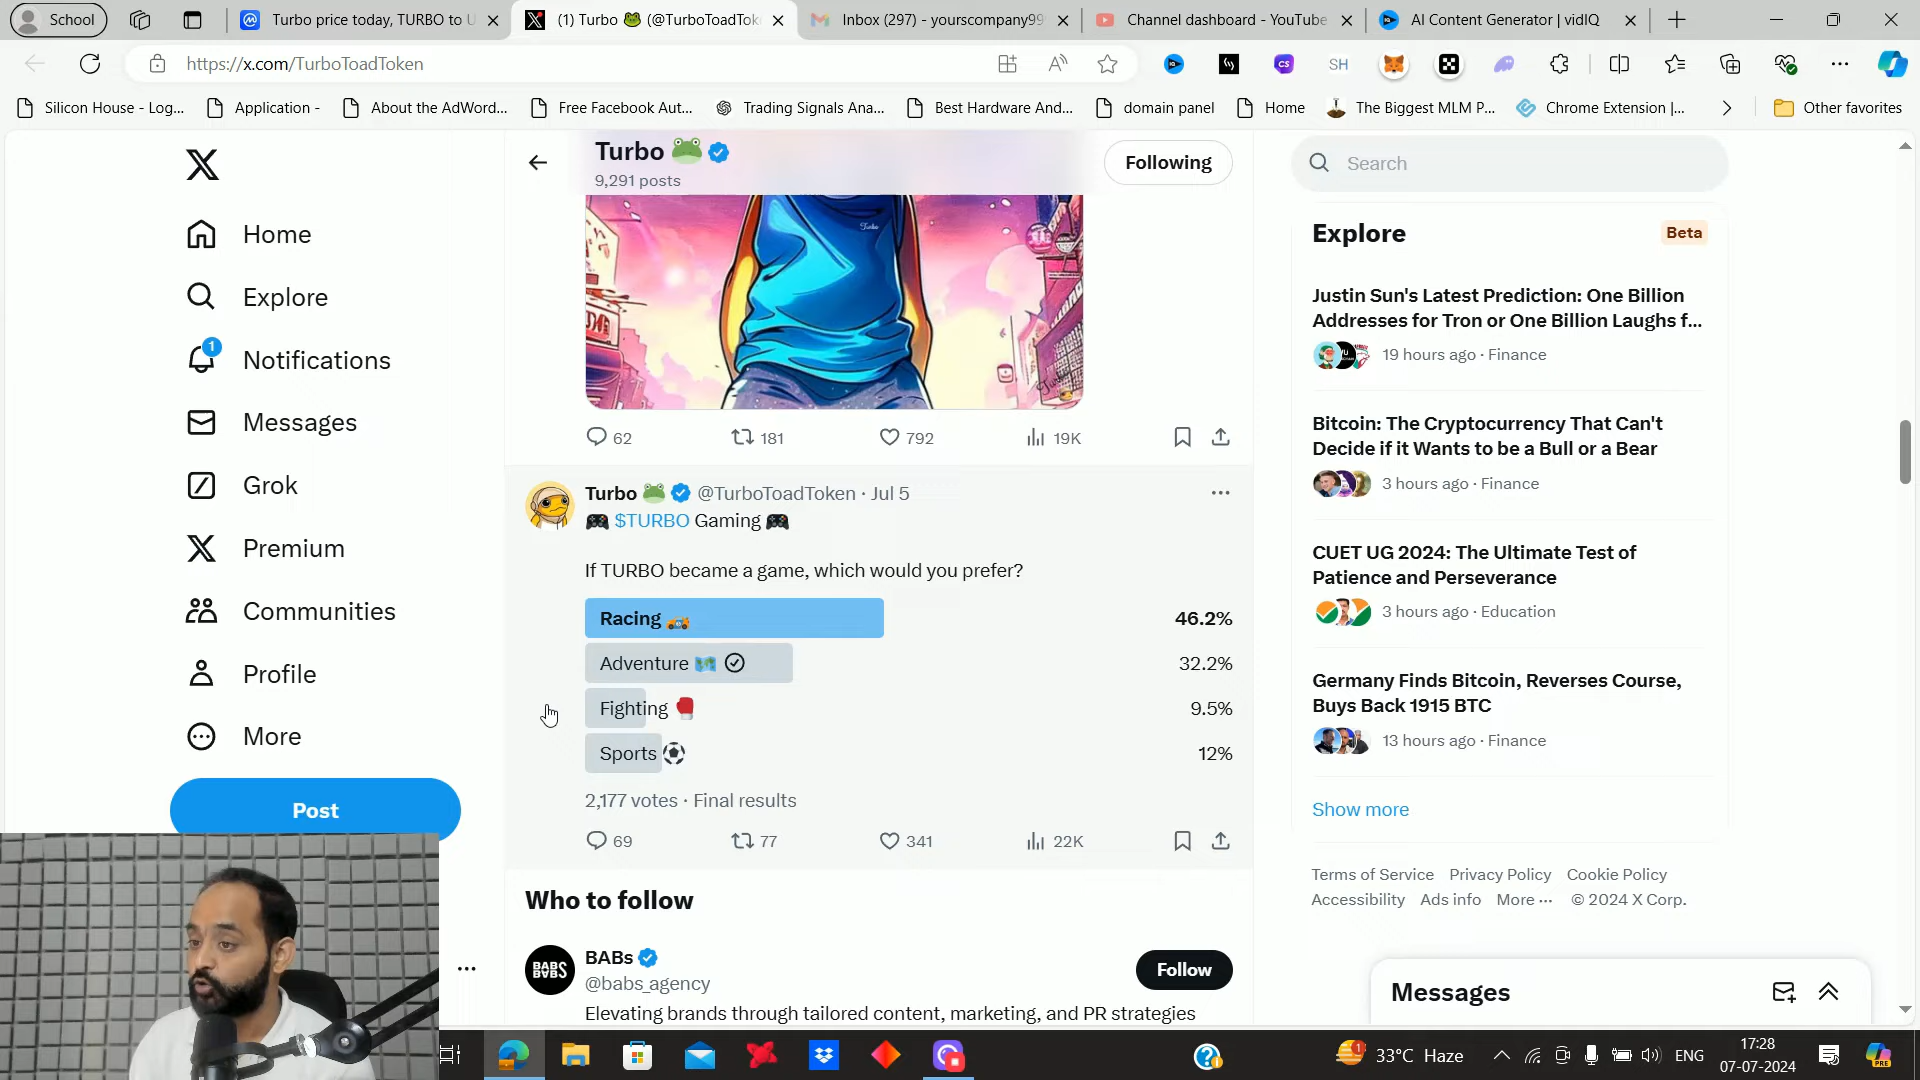 School
Turbo price today, TURBO to U
(1) Turbo 🐸 (@TurboToadTok
Inbox (297) - yourscompany99
Channel dashboard - YouTube
AI Content Generator | vidIQ
https://x.com/TurboToadToken
Silicon House - Log...
Application -
About the AdWord...
Free Facebook Aut...
Trading Signals Ana...
Best Hardware And...
domain panel
Home
The Biggest MLM P...
Chrome Extension |...
Other favorites
Home
Explore
Notifications
1
Messages
Grok
Premium
Communities
Profile
More
Post
Turbo 🐸
9,291 posts
Following
Turbo
62 181 792 19K
Turbo 🐸 @TurboToadToken · Jul 5
🎮 $TURBO Gaming 🎮
If TURBO became a game, which would you prefer?
Racing 🏎️ 46.2%
Adventure 🗺️ 32.2%
Fighting 🥊 9.5%
Sports ⚽ 12%
2,177 votes · Final results
69 77 341 22K
Who to follow
BABs
@babs_agency
Follow
Elevating brands through tailored content, marketing, and PR strategies
Search
Explore
Beta
Justin Sun's Latest Prediction: One Billion
Addresses for Tron or One Billion Laughs f...
19 hours ago · Finance
Bitcoin: The Cryptocurrency That Can't
Decide if it Wants to be a Bull or a Bear
3 hours ago · Finance
CUET UG 2024: The Ultimate Test of
Patience and Perseverance
3 hours ago · Education
Germany Finds Bitcoin, Reverses Course,
Buys Back 1915 BTC
13 hours ago · Finance
Show more
Terms of Service Privacy Policy Cookie Policy
Accessibility Ads info More ··· © 2024 X Corp.
Messages
33°C Haze
ENG
17:28
07-07-2024